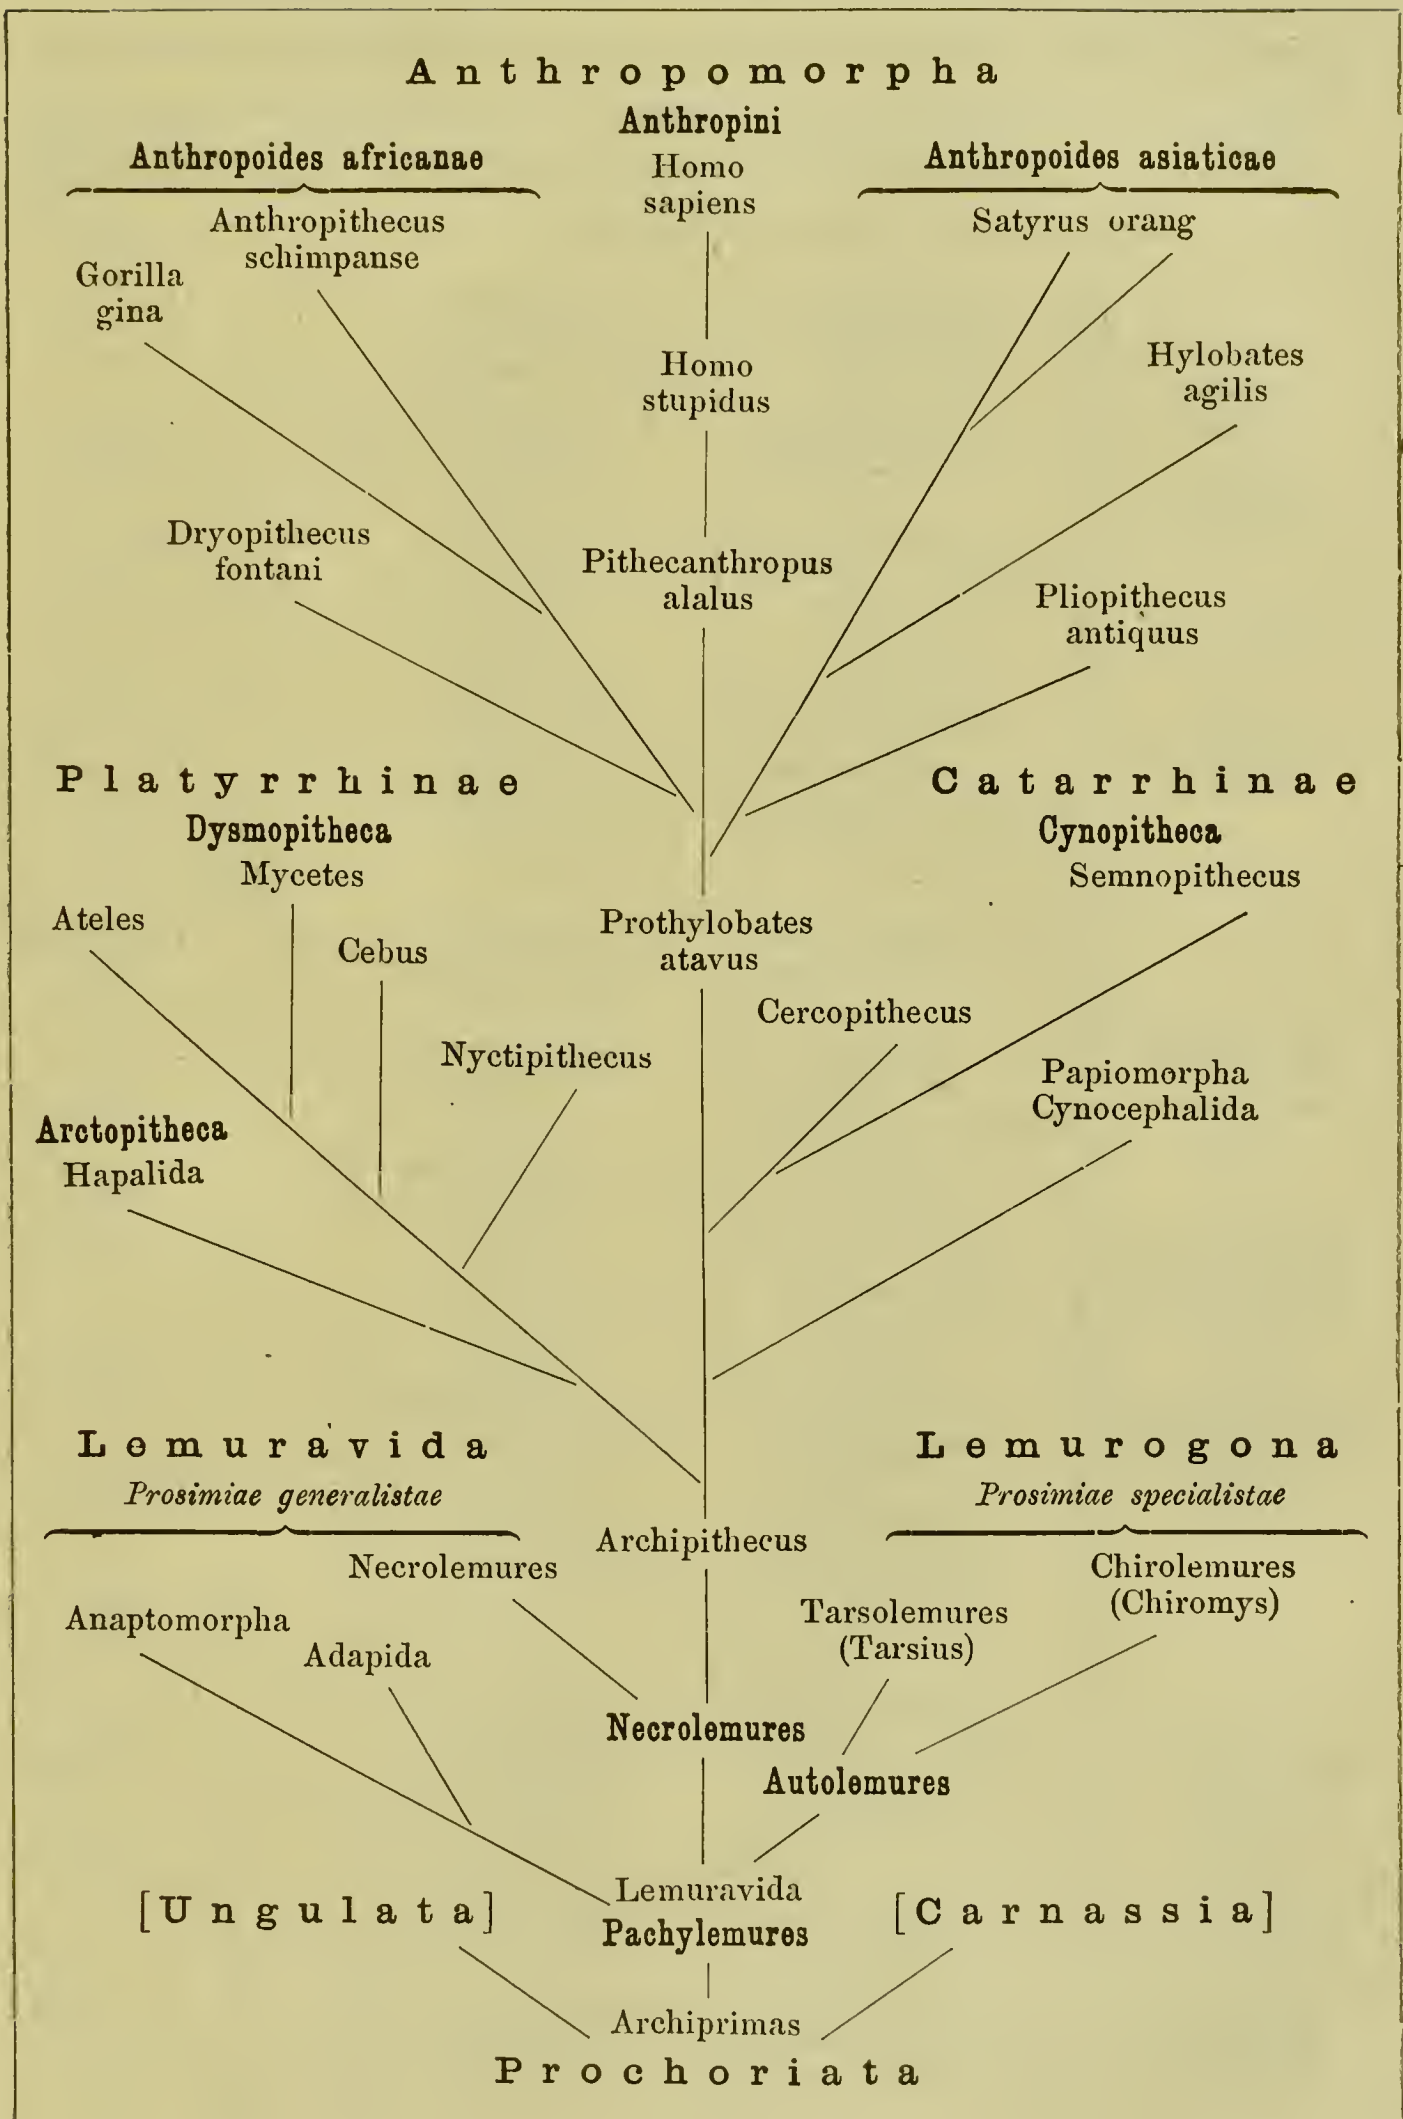 Anthropomorpha
Anthropini
Anthropoides africanae
Homo
sapiens
Anthropoides asiaticae
Anthropithecus
schimpanse
Satyrus orang
Gorilla
gina
Homo
stupidus
Hylobates
agilis
Dryopithecus
fontani
Pithecanthropus
alalus
Pliopithecus
antiquus
Platyrrhinae
Dysmopitheca
Mycetes
Catarrhinae
Cynopitheca
Semnopithecus
Ateles
Cebus
Prothylobates
atavus
Cercopithecus
Nyctipithecus
Papiomorpha
Cynocephalida
Arctopitheca
Hapalida
Lemuravida
Prosimiae generalistae
Lemurogona
Prosimiae specialistae
Archipithecus
Necrolemures
Chirolemures
(Chiromys)
Anaptomorpha
Adapida
Tarsolemures
(Tarsius)
Necrolemures
Autolemures
[Ungulata]
Lemuravida
Pachylemures
[Carnassia]
Archiprimas
Prochoriata